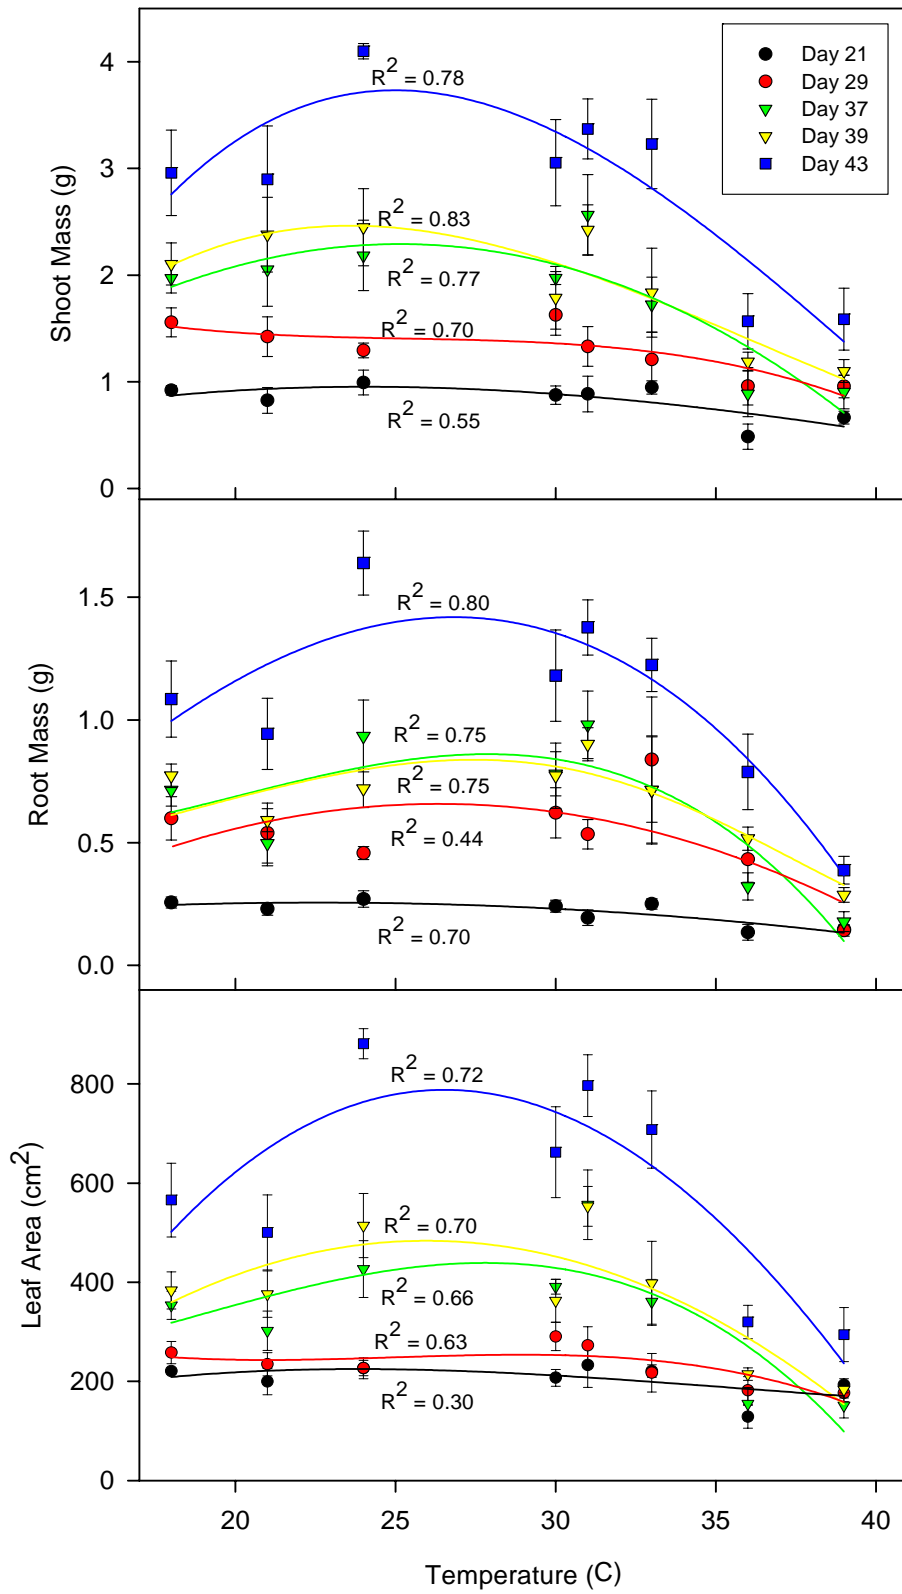 4
3
2
1
0
Shoot Mass (g)
R2 = 0.78
R2 = 0.83
R2 = 0.77
R2 = 0.70
R2 = 0.55
Day 21
Day 29
Day 37
Day 39
Day 43
1.5
1.0
0.5
0.0
Root Mass (g)
R2 = 0.80
R2 = 0.75
R2 = 0.75
R2 = 0.44
R2 = 0.70
800
600
400
200
0
Leaf Area (cm2)
R2 = 0.72
R2 = 0.70
R2 = 0.66
R2 = 0.63
R2 = 0.30
20 25 30 35 40
Temperature (C)